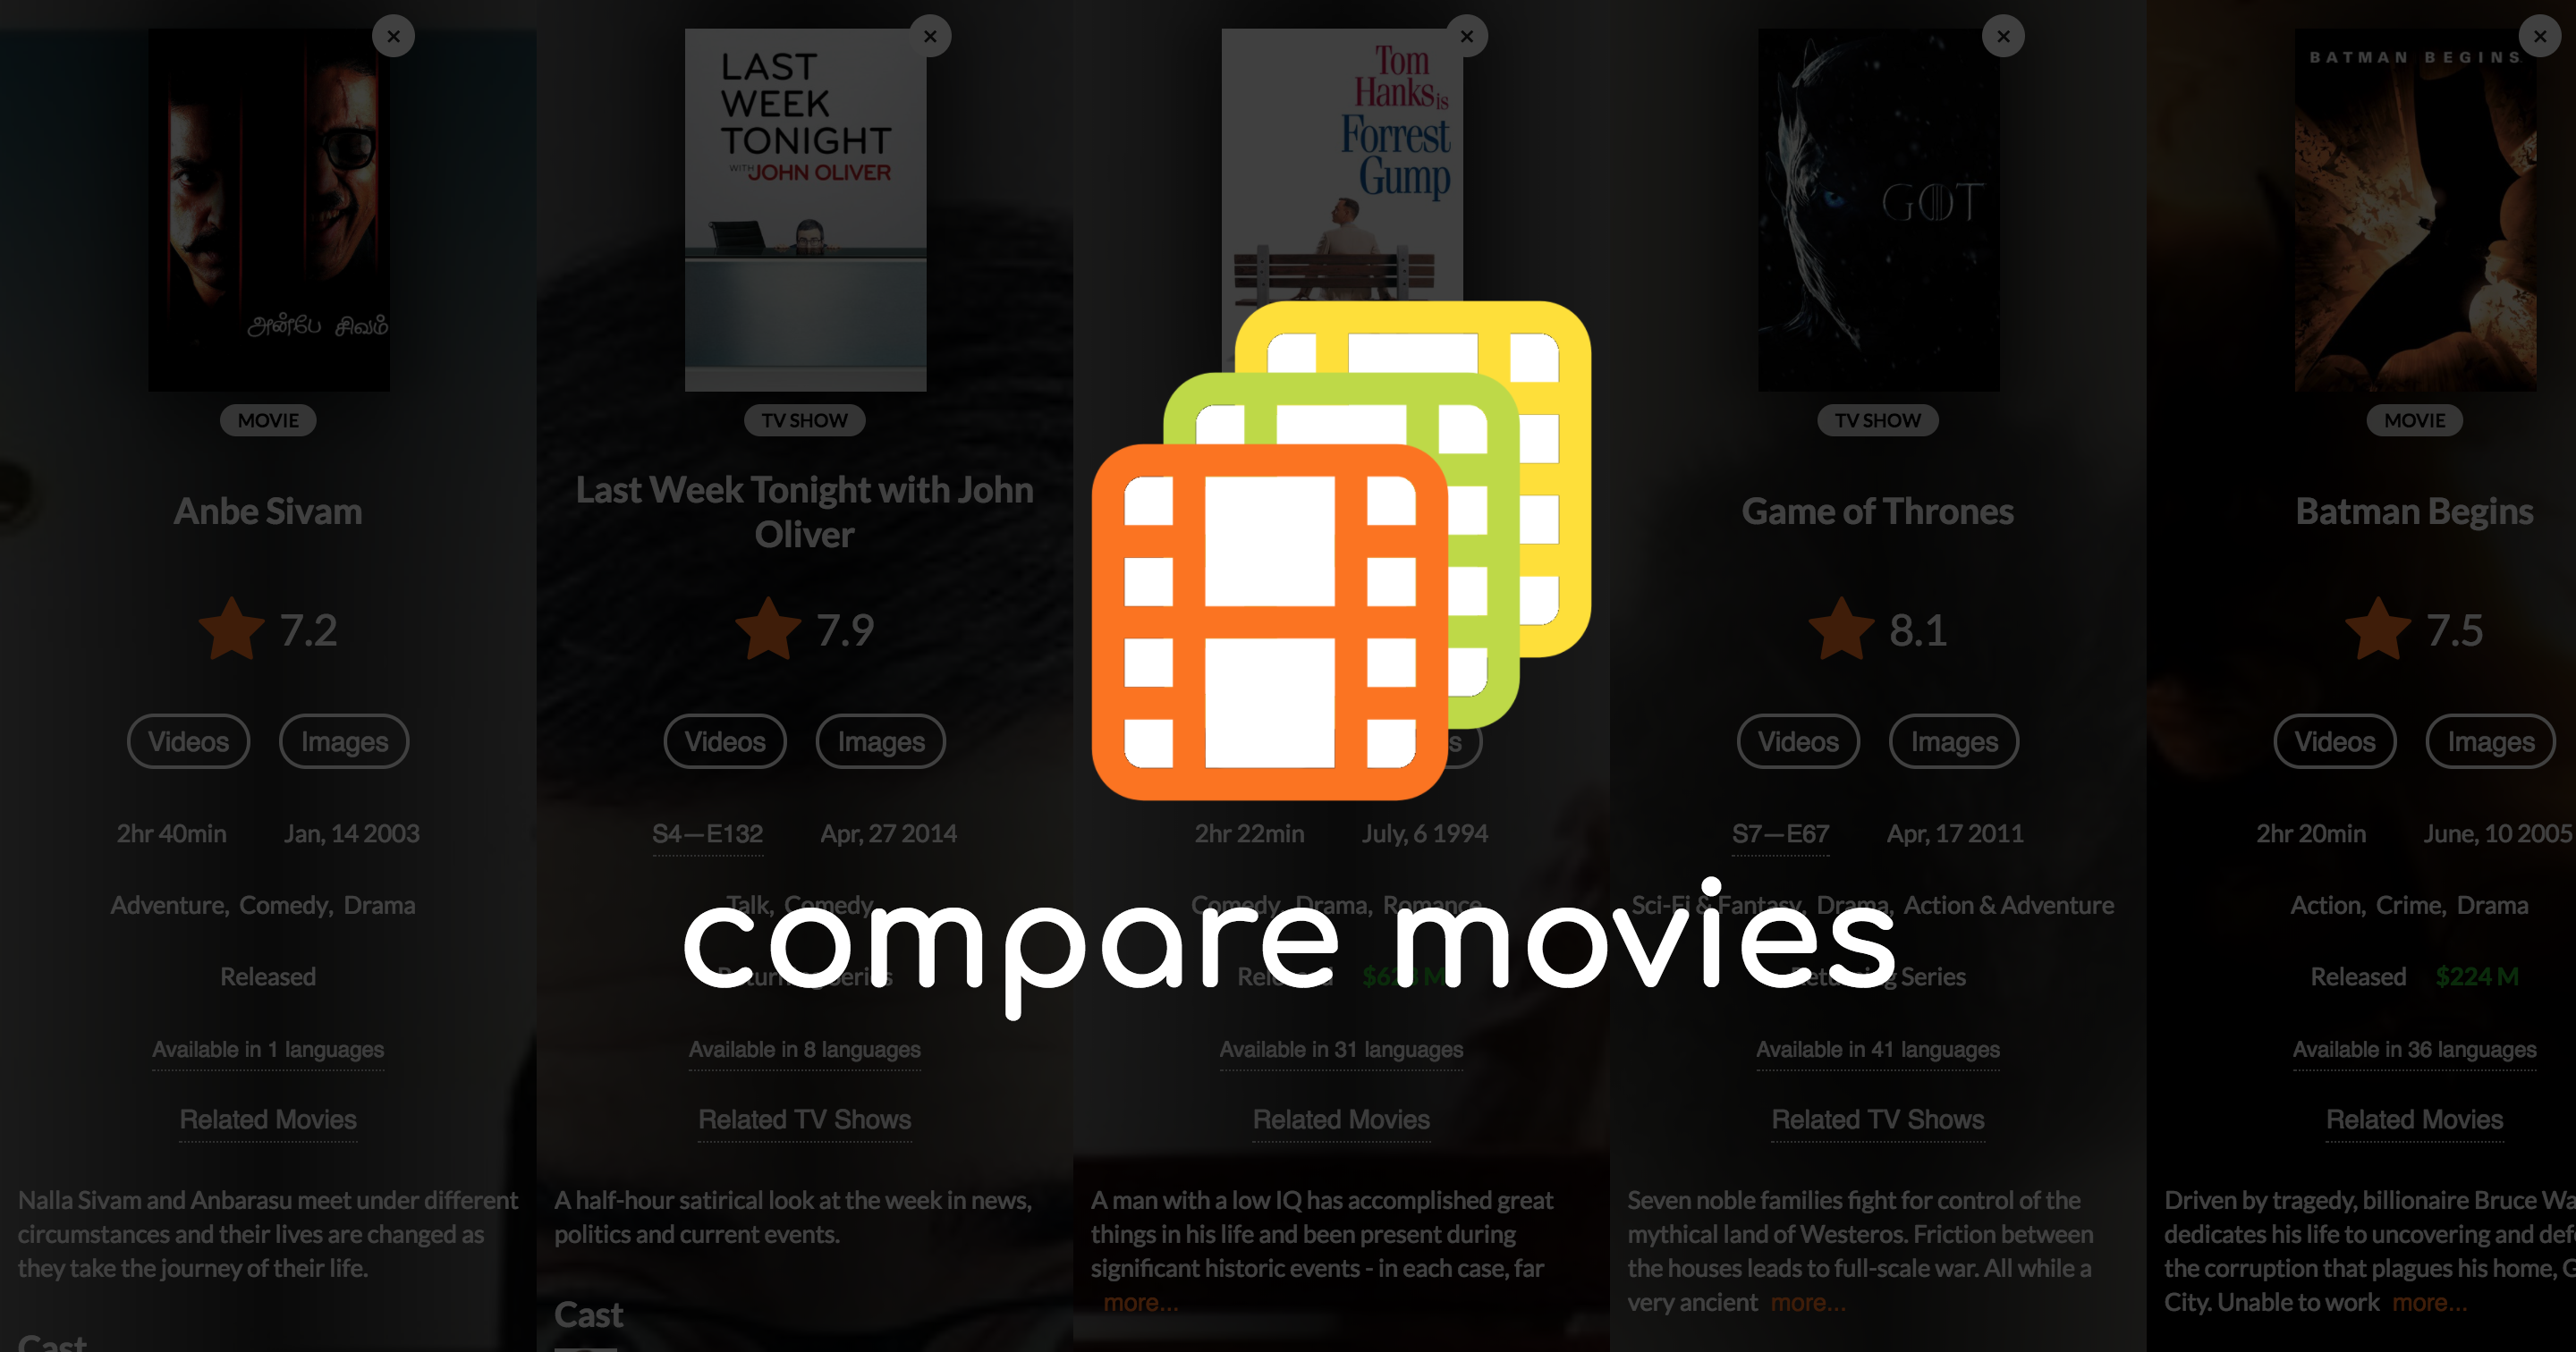 ×
அன்பே சிவம்
MOVIE
Anbe Sivam
7.2
Videos
Images
2hr 40min
Jan, 14 2003
Adventure, Comedy, Drama
Released
Available in 1 languages
Related Movies
Nalla Sivam and Anbarasu meet under different
circumstances and their lives are changed as
they take the journey of their life.
Cast
×
LAST
WEEK
TONIGHT
WITH JOHN OLIVER
TV SHOW
Last Week Tonight with John
Oliver
7.9
Videos
Images
S4—E132
Apr, 27 2014
Talk, Comedy
Series
Available in 8 languages
Related TV Shows
A half-hour satirical look at the week in news,
politics and current events.
Cast
×
Tom
Hanks is
Forrest
Gump
2hr 22min
July, 6 1994
Comedy, Drama, Romance
compare movies
Available in 31 languages
Related Movies
A man with a low IQ has accomplished great
things in his life and been present during
significant historic events - in each case, far
more...
×
GOT
TV SHOW
Game of Thrones
8.1
Videos
Images
S7—E67
Apr, 17 2011
Sci-Fi & Fantasy, Drama, Action & Adventure
Returning Series
Available in 41 languages
Related TV Shows
Seven noble families fight for control of the
mythical land of Westeros. Friction between
the houses leads to full-scale war. All while a
very ancient more...
×
BATMAN BEGINS
MOVIE
Batman Begins
7.5
Videos
Images
2hr 20min
June, 10 2005
Action, Crime, Drama
Released
$224 M
Available in 36 languages
Related Movies
Driven by tragedy, billionaire Bruce Wa
dedicates his life to uncovering and def
the corruption that plagues his home, G
City. Unable to work more...